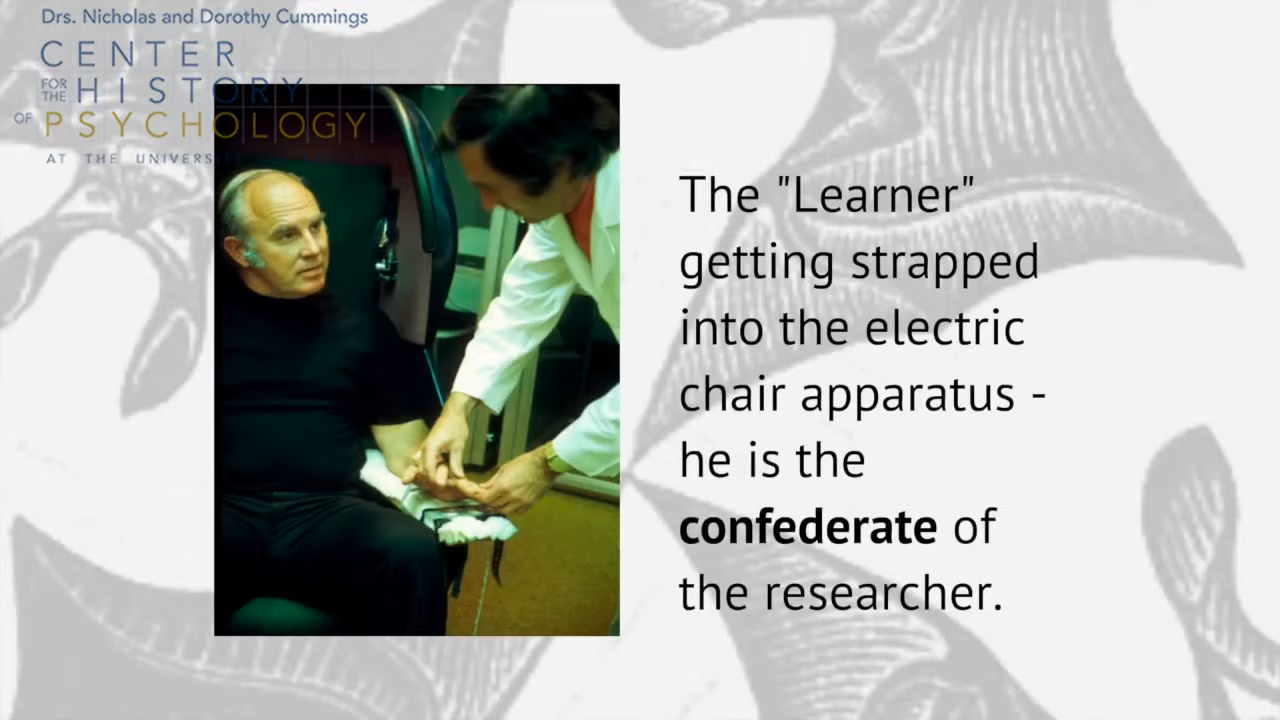 Drs. Nicholas and Dorothy Cummings
CENTER
FOR THE HISTORY
OF PSYCHOLOGY
AT THE
The "Learner"
getting strapped
into the electric
chair apparatus -
he is the
confederate of
the researcher.